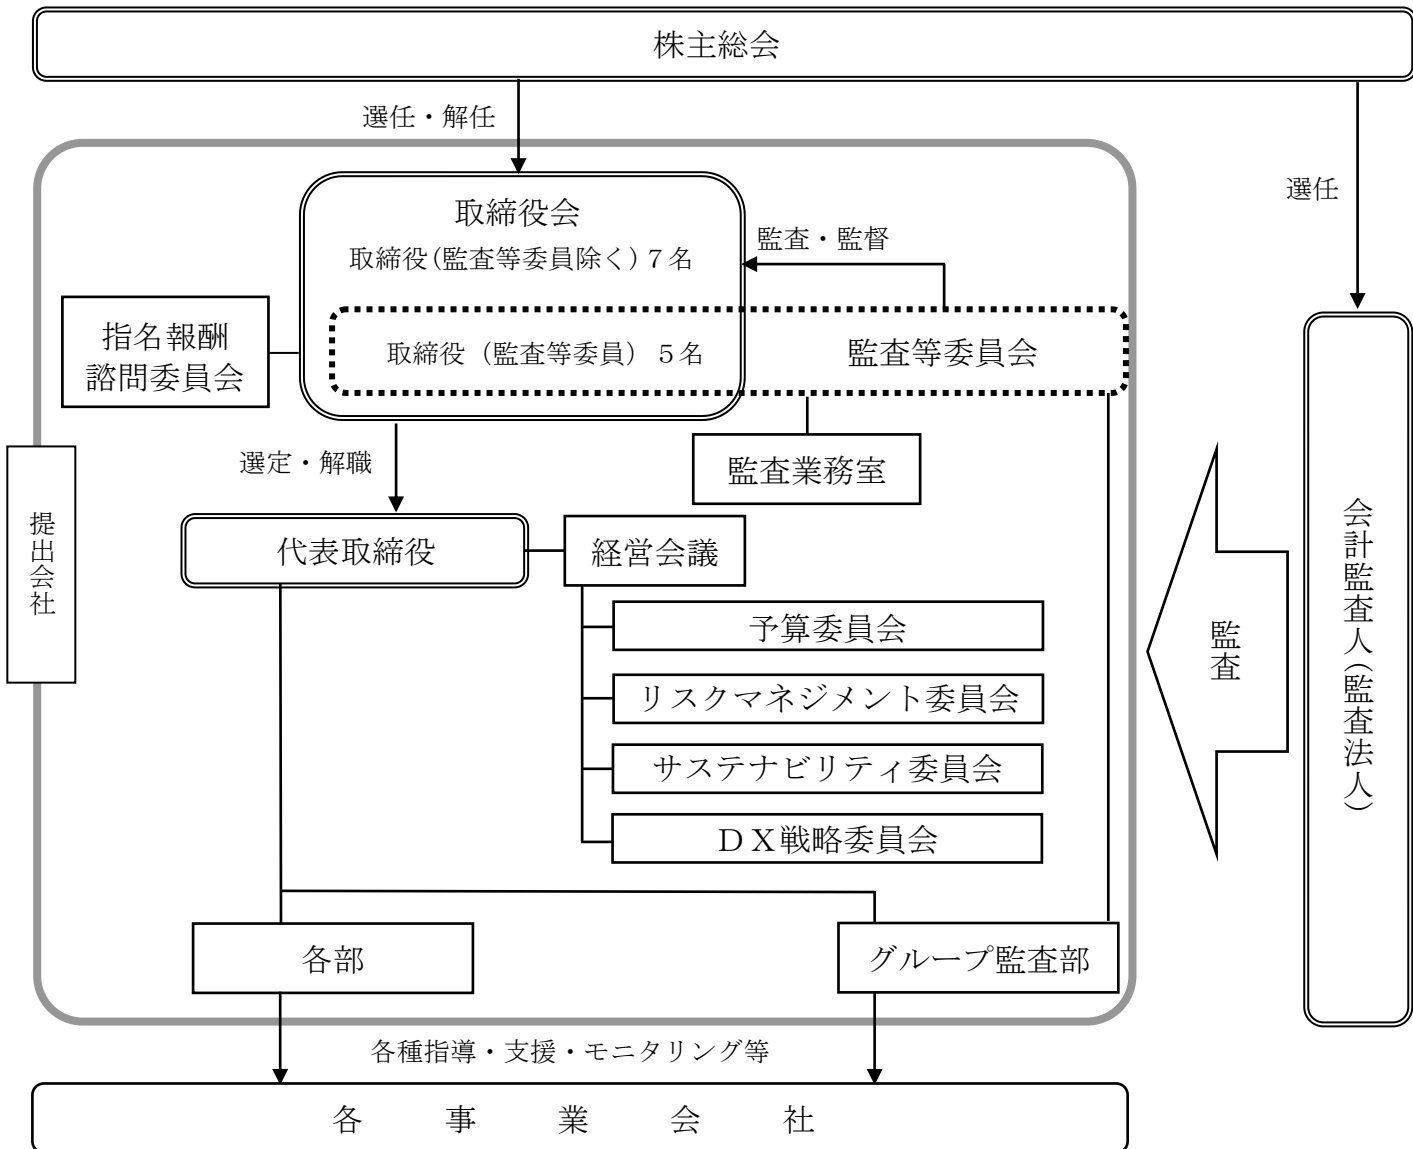 株主総会
選任・解任
選任
取締役会
取締役(監査等委員除く)７名
監査・監督
指名報酬
諮問委員会
取締役（監査等委員）５名
監査等委員会
監査業務室
選定・解職
提出会社
代表取締役
経営会議
予算委員会
リスクマネジメント委員会
サステナビリティ委員会
ＤＸ戦略委員会
監査
会計監査人(監査法人)
各部
グループ監査部
各種指導・支援・モニタリング等
各　事　業　会　社